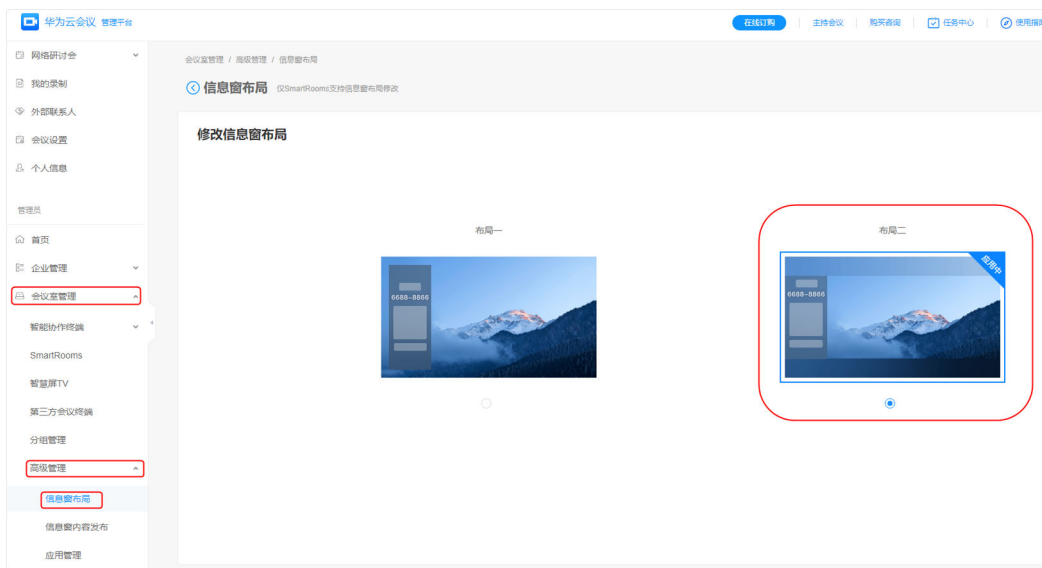 华为云会议 管理平台
在线订购 主持会议 购买咨询 任务中心 使用指南
网络研讨会
我的录制
外部联系人
会议设置
个人信息
管理员
首页
企业管理
会议室管理
智能协作终端
SmartRooms
智慧屏TV
第三方会议终端
分组管理
高级管理
信息窗布局
信息窗内容发布
应用管理
会议室管理 / 高级管理 / 信息窗布局
信息窗布局 仅SmartRooms支持信息窗布局修改
修改信息窗布局
布局一
6688-8866
布局二
应用中
6688-8866